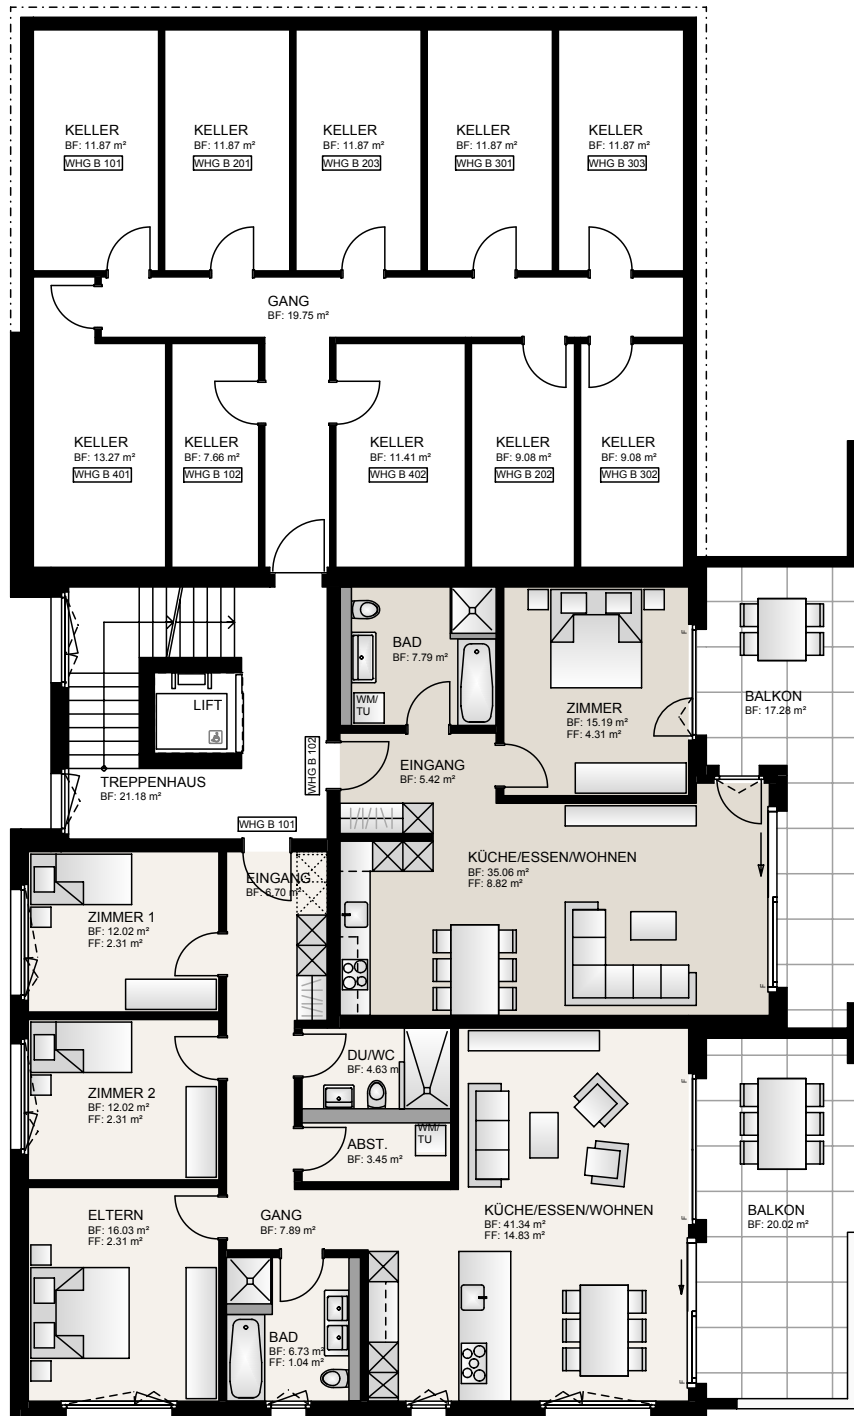 KELLER
BF: 11.87 m²
WHG B 101
KELLER
BF: 11.87 m²
WHG B 201
KELLER
BF: 11.87 m²
WHG B 203
KELLER
BF: 11.87 m²
WHG B 301
KELLER
BF: 11.87 m²
WHG B 303
GANG
BF: 19.75 m²
KELLER
BF: 13.27 m²
WHG B 401
KELLER
BF: 7.66 m²
WHG B 102
KELLER
BF: 11.41 m²
WHG B 402
KELLER
BF: 9.08 m²
WHG B 202
KELLER
BF: 9.08 m²
WHG B 302
BAD
BF: 7.79 m²
WM/
TU
ZIMMER
BF: 15.19 m²
FF: 4.31 m²
F
F
BALKON
BF: 17.28 m²
LIFT
TREPPENHAUS
BF: 21.18 m²
WHG B 102
EINGANG
BF: 5.42 m²
WHG B 101
KÜCHE/ESSEN/WOHNEN
BF: 35.06 m²
FF: 8.82 m²
F
EINGANG
BF: 6.70 m²
ZIMMER 1
BF: 12.02 m²
FF: 2.31 m²
ZIMMER 2
BF: 12.02 m²
FF: 2.31 m²
DU/WC
BF: 4.63 m
WM/
TU
ABST.
BF: 3.45 m²
F
F
ELTERN
BF: 16.03 m²
FF: 2.31 m²
GANG
BF: 7.89 m²
KÜCHE/ESSEN/WOHNEN
BF: 41.34 m²
FF: 14.83 m²
BALKON
BF: 20.02 m²
BAD
BF: 6.73 m²
FF: 1.04 m²
F